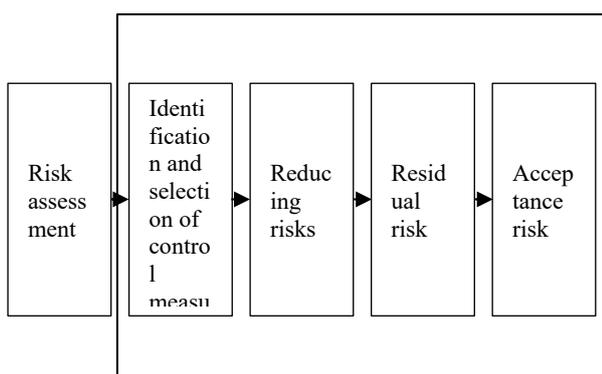 Risk
assess
ment
Identi
ficatio
n and
selecti
on of
contro
l
measu
Reduc
ing
risks
Resid
ual
risk
Accep
tance
risk